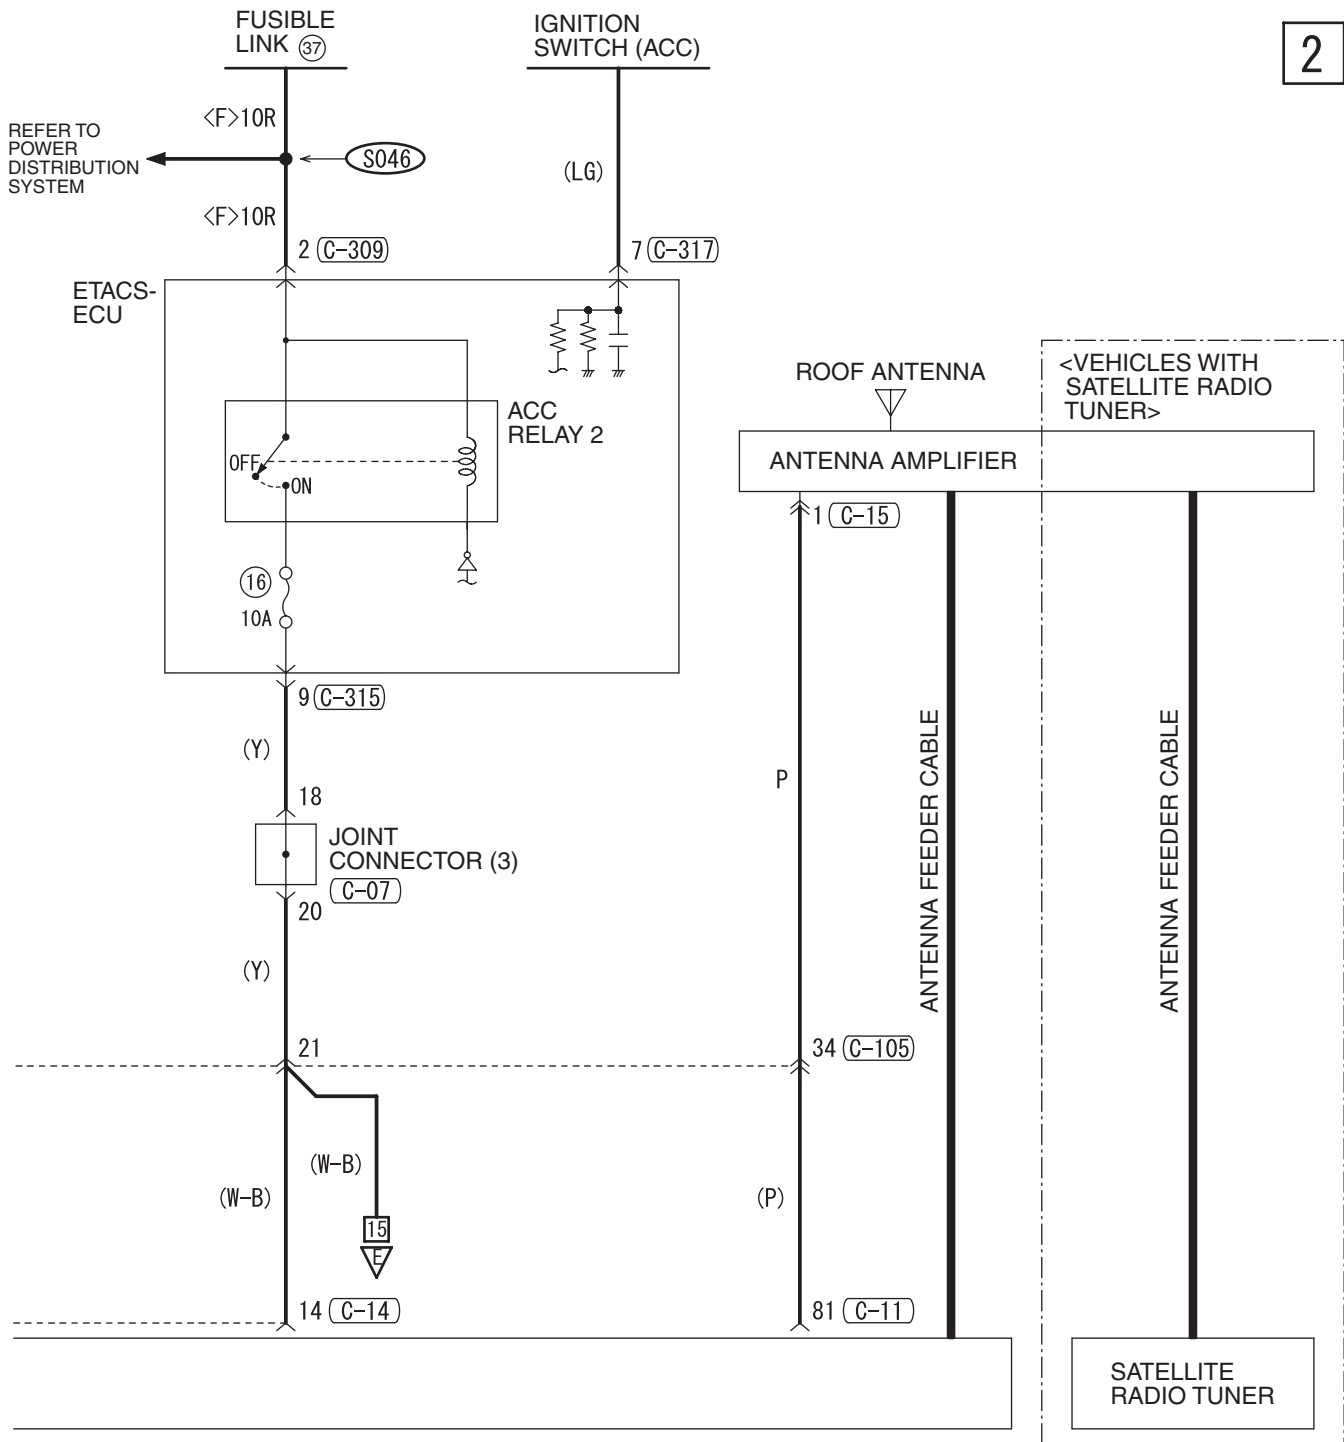 FUSIBLE
LINK 37
IGNITION
SWITCH (ACC)
2
<F>10R
REFER TO
POWER
DISTRIBUTION
SYSTEM
S046
(LG)
<F>10R
2 C-309
7 C-317
ETACS-
ECU
ROOF ANTENNA
<VEHICLES WITH
SATELLITE RADIO
TUNER>
ACC
RELAY 2
OFF
ON
ANTENNA AMPLIFIER
1 C-15
16
10A
9 C-315
(Y)
18
JOINT
CONNECTOR (3)
C-07
20
(Y)
P
ANTENNA FEEDER CABLE
ANTENNA FEEDER CABLE
21
34 C-105
(W-B)
(W-B)
(P)
15
E
14 C-14
81 C-11
SATELLITE
RADIO TUNER